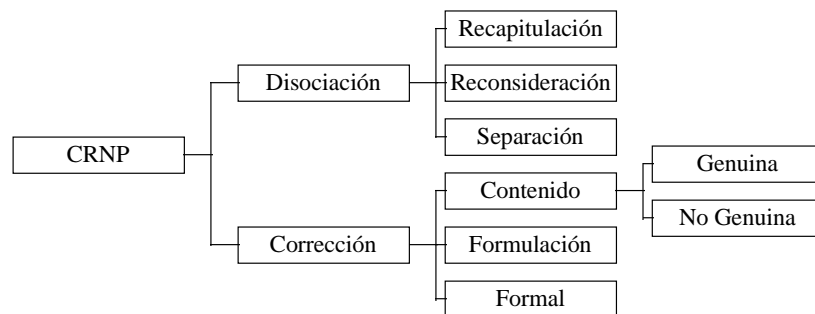 Recapitulación
Disociación
Reconsideración
Separación
CRNP
Genuina
Contenido
No Genuina
Corrección
Formulación
Formal